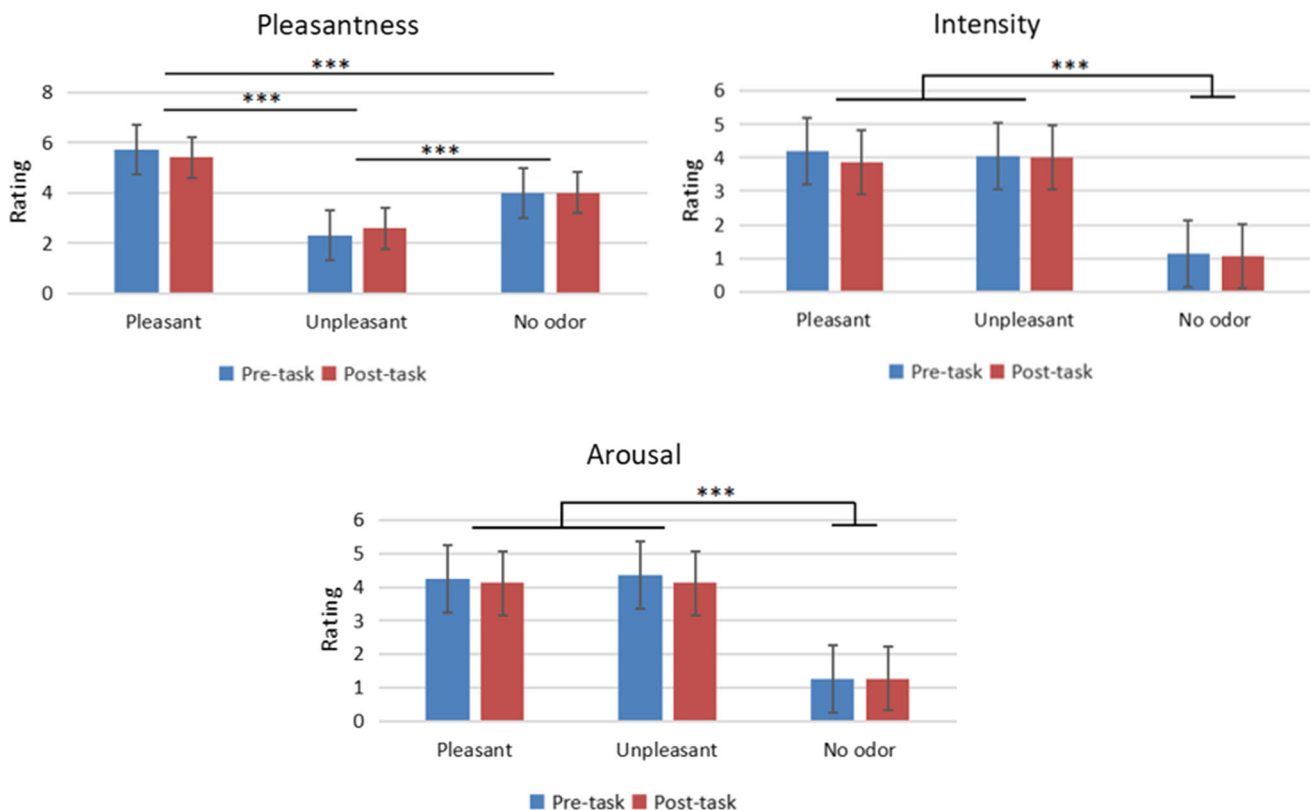 Pleasantness
***
***
***
8
6
4
2
0
Rating
Pleasant Unpleasant No odor
Pre-task Post-task
Intensity
***
6
5
4
3
2
1
0
Rating
Pleasant Unpleasant No odor
Pre-task Post-task
Arousal
***
6
5
4
3
2
1
0
Rating
Pleasant Unpleasant No odor
Pre-task Post-task